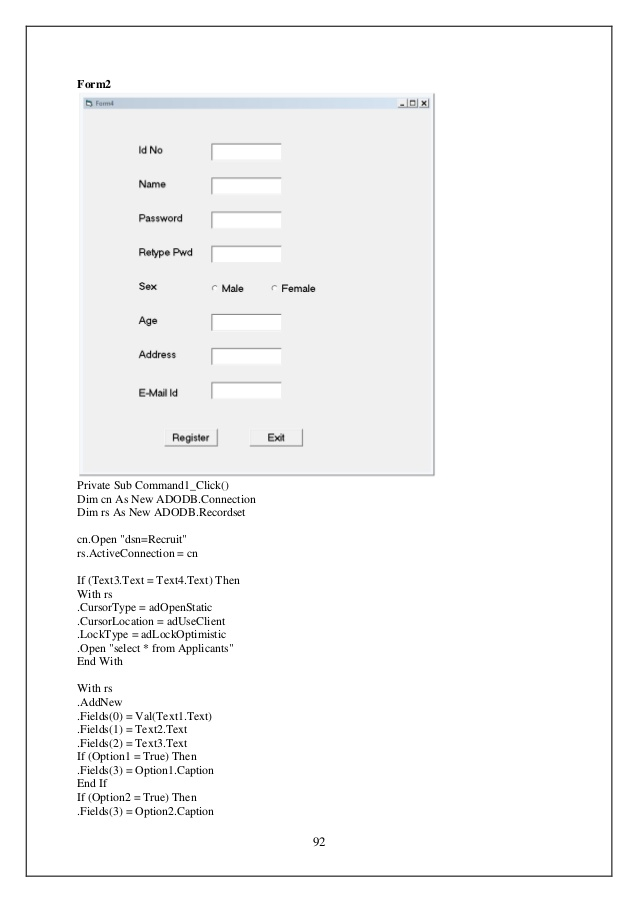 Form2
Form4
Id No
Name
Password
Retype Pwd
Sex
Male Female
Age
Address
E-Mail Id
Register Exit
Private Sub Command1_Click()
Dim cn As New ADODB.Connection
Dim rs As New ADODB.Recordset
cn.Open "dsn=Recruit"
rs.ActiveConnection = cn
If (Text3.Text = Text4.Text) Then
With rs
.CursorType = adOpenStatic
.CursorLocation = adUseClient
.LockType = adLockOptimistic
.Open "select * from Applicants"
End With
With rs
.AddNew
.Fields(0) = Val(Text1.Text)
.Fields(1) = Text2.Text
.Fields(2) = Text3.Text
If (Option1 = True) Then
.Fields(3) = Option1.Caption
End If
If (Option2 = True) Then
.Fields(3) = Option2.Caption
92